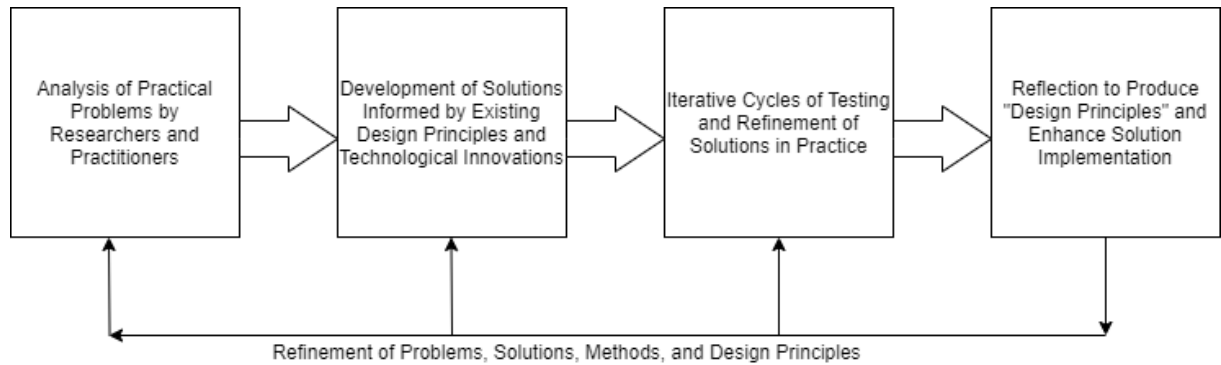 Analysis of Practical
Problems by
Researchers and
Practitioners
Development of Solutions
Informed by Existing
Design Principles and
Technological Innovations
Iterative Cycles of Testing
and Refinement of
Solutions in Practice
Reflection to Produce
"Design Principles" and
Enhance Solution
Implementation
Refinement of Problems, Solutions, Methods, and Design Principles